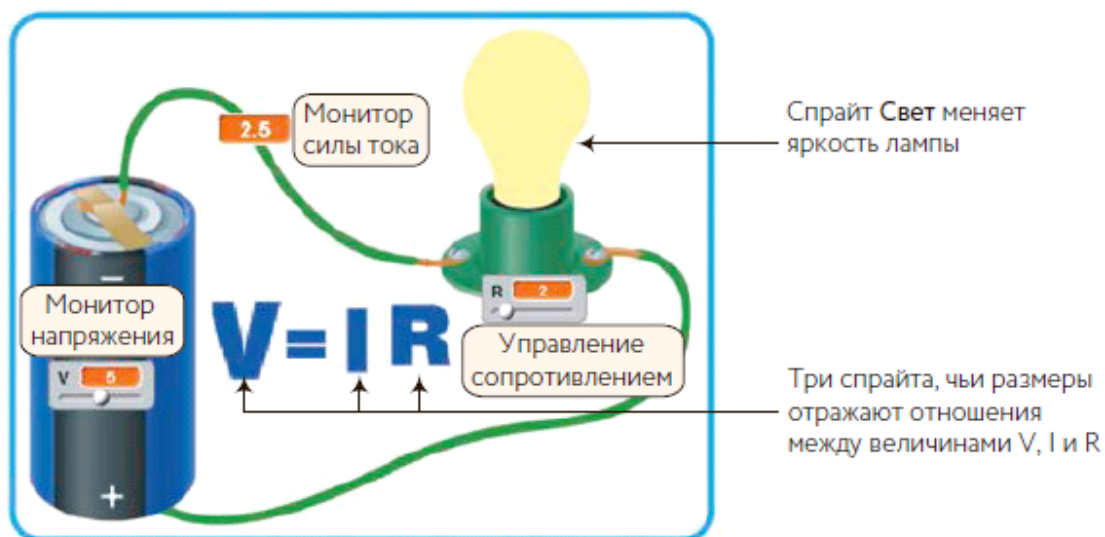 2.5
Монитор
силы тока
Спрайт Свет меняет
яркость лампы
–
Монитор
напряжения
V 5
+
V = I R
R 2
Управление
сопротивлением
Три спрайта, чьи размеры
отражают отношения
между величинами V, I и R